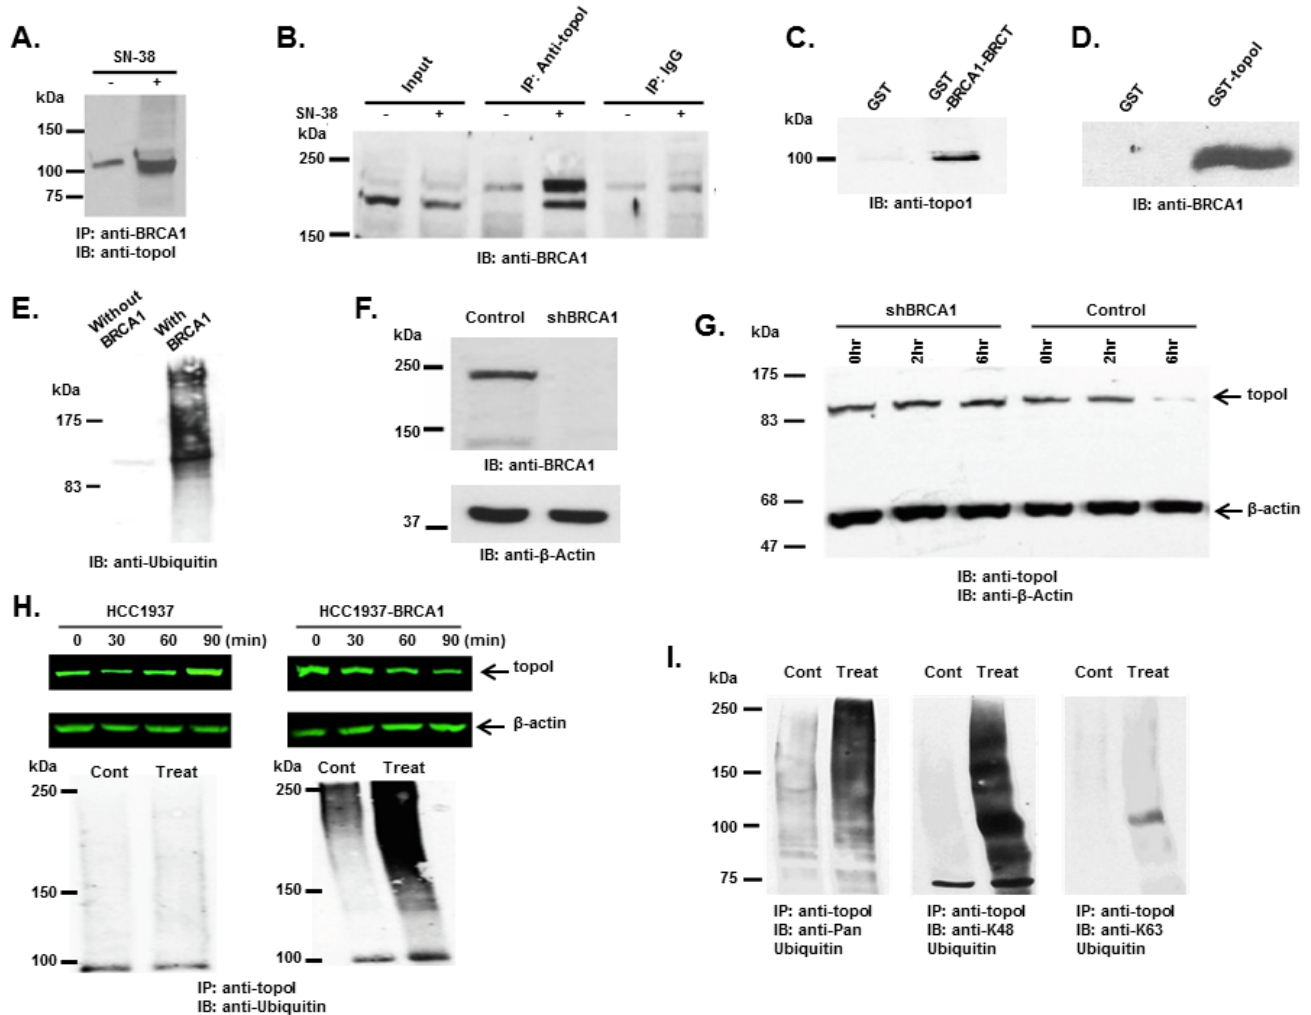 A.
SN-38
- +
kDa
150
100
75
IP: anti-BRCA1
IB: anti-topoI
B.
Input
IP: Anti-topoI
IP: IgG
SN-38 - + - + - +
kDa
250
150
IB: anti-BRCA1
C.
GST
GST
-BRCA1-BRCT
kDa
100
IB: anti-topo1
D.
GST
GST-topoI
IB: anti-BRCA1
E.
Without
BRCA1
With
BRCA1
kDa
175
83
IB: anti-Ubiquitin
F.
Control shBRCA1
kDa
250
150
IB: anti-BRCA1
37
IB: anti-β-Actin
G.
shBRCA1 Control
kDa
0hr 2hr 6hr 0hr 2hr 6hr
175
topoI
83
68
β-actin
47
IB: anti-topoI
IB: anti-β-Actin
H.
HCC1937 HCC1937-BRCA1
0 30 60 90 (min) 0 30 60 90 (min)
topoI
β-actin
kDa
Cont Treat
250
150
100
kDa
Cont Treat
250
150
100
IP: anti-topoI
IB: anti-Ubiquitin
I.
kDa
Cont Treat Cont Treat Cont Treat
250
150
100
75
IP: anti-topoI
IB: anti-Pan
Ubiquitin
IP: anti-topoI
IB: anti-K48
Ubiquitin
IP: anti-topoI
IB: anti-K63
Ubiquitin